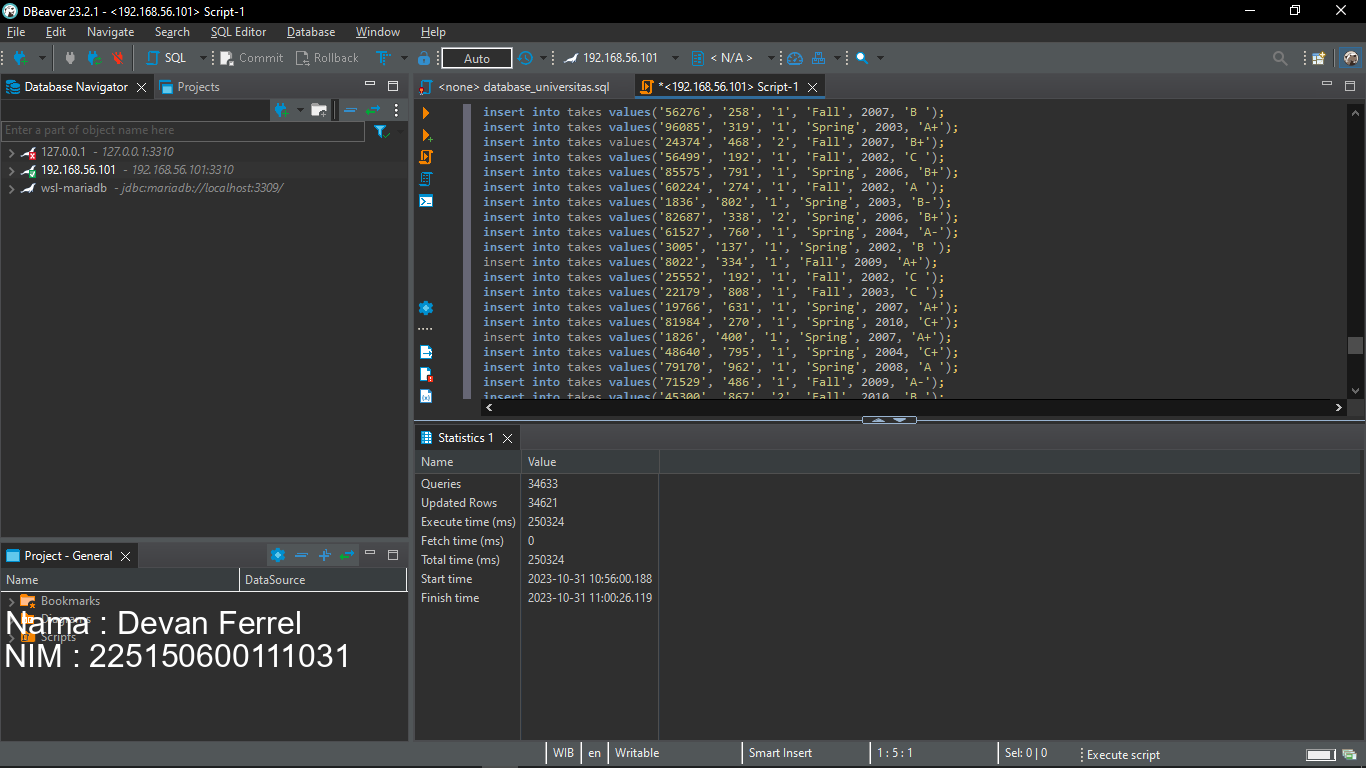 DBeaver 23.2.1 - <192.168.56.101> Script-1
File Edit Navigate Search SQL Editor Database Window Help
SQL Commit Rollback Auto 192.168.56.101 < N/A >
Database Navigator Projects
Enter a part of object name here
127.0.0.1 - 127.0.0.1:3310
192.168.56.101 - 192.168.56.101:3310
wsl-mariadb - jdbc:mariadb://localhost:3309/
<none> database_universitas.sql *<192.168.56.101> Script-1
insert into takes values('56276', '258', '1', 'Fall', 2007, 'B ');
insert into takes values('96085', '319', '1', 'Spring', 2003, 'A+');
insert into takes values('24374', '468', '2', 'Fall', 2007, 'B+');
insert into takes values('56499', '192', '1', 'Fall', 2002, 'C ');
insert into takes values('85575', '791', '1', 'Spring', 2006, 'B+');
insert into takes values('60224', '274', '1', 'Fall', 2002, 'A ');
insert into takes values('1836', '802', '1', 'Spring', 2003, 'B-');
insert into takes values('82687', '338', '2', 'Spring', 2006, 'B+');
insert into takes values('61527', '760', '1', 'Spring', 2004, 'A-');
insert into takes values('3005', '137', '1', 'Spring', 2002, 'B ');
insert into takes values('8022', '334', '1', 'Fall', 2009, 'A+');
insert into takes values('25552', '192', '1', 'Fall', 2002, 'C ');
insert into takes values('22179', '808', '1', 'Fall', 2003, 'C ');
insert into takes values('19766', '631', '1', 'Spring', 2007, 'A+');
insert into takes values('81984', '270', '1', 'Spring', 2010, 'C+');
insert into takes values('1826', '400', '1', 'Spring', 2007, 'A+');
insert into takes values('48640', '795', '1', 'Spring', 2004, 'C+');
insert into takes values('79170', '962', '1', 'Spring', 2008, 'A ');
insert into takes values('71529', '486', '1', 'Fall', 2009, 'A-');
insert into takes values('45300', '867', '2', 'Fall', 2010, 'B ');
Statistics 1
Name Value
Queries 34633
Updated Rows 34621
Execute time (ms) 250324
Fetch time (ms) 0
Total time (ms) 250324
Start time 2023-10-31 10:56:00.188
Finish time 2023-10-31 11:00:26.119
Project - General
Name DataSource
Bookmarks
Diagrams
Scripts
Nama : Devan Ferrel
NIM : 225150600111031
WIB en Writable Smart Insert 1 : 5 : 1 Sel: 0 | 0 Execute script